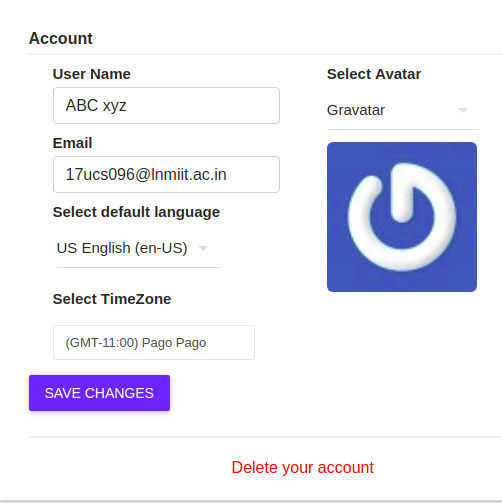 Account
User Name
ABC xyz
Email
17ucs096@lnmiit.ac.in
Select default language
US English (en-US)
Select TimeZone
(GMT-11:00) Pago Pago
SAVE CHANGES
Select Avatar
Gravatar
Delete your account